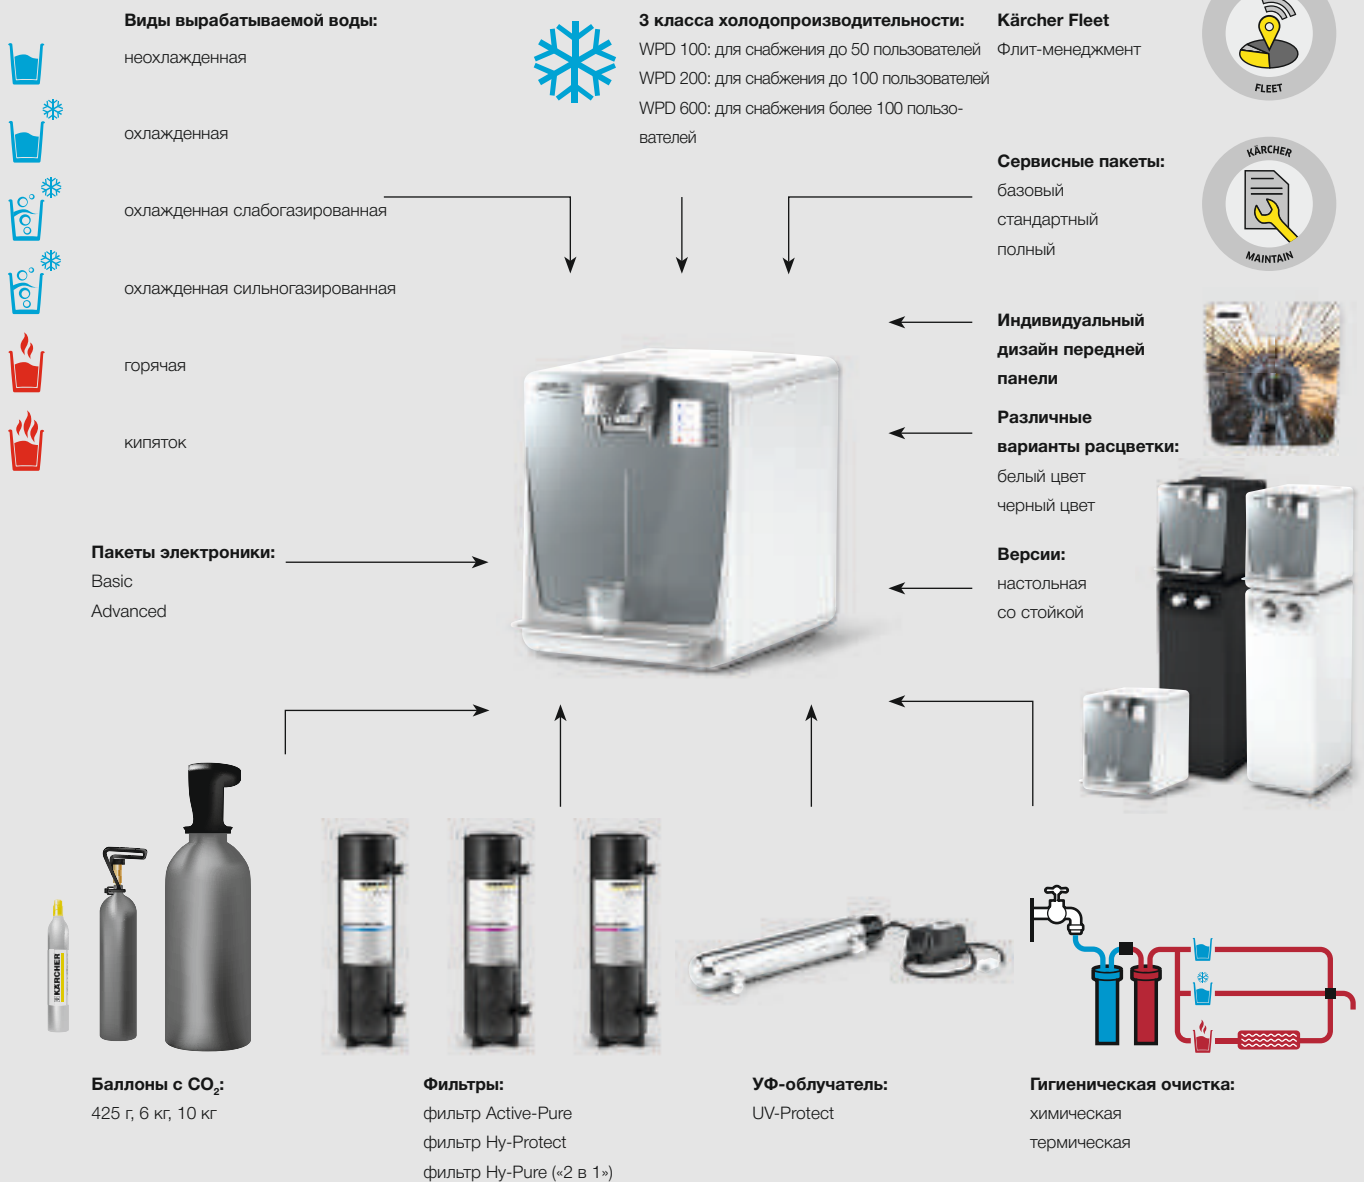 Виды вырабатываемой воды:
неохлажденная
охлажденная
охлажденная слабогазированная
охлажденная сильногазированная
горячая
кипяток
3 класса холодопроизводительности:
WPD 100: для снабжения до 50 пользователей
WPD 200: для снабжения до 100 пользователей
WPD 600: для снабжения более 100 пользо-
вателей
Kärcher Fleet
Флит-менеджмент
FLEET
Сервисные пакеты:
базовый
стандартный
полный
KÄRCHER
MAINTAIN
Индивидуальный
дизайн передней
панели
Различные
варианты расцветки:
белый цвет
черный цвет
Версии:
настольная
со стойкой
Пакеты электроники:
Basic
Advanced
KÄRCHER
Баллоны с CO₂:
425 г, 6 кг, 10 кг
Фильтры:
фильтр Active-Pure
фильтр Hy-Protect
фильтр Hy-Pure («2 в 1»)
УФ-облучатель:
UV-Protect
Гигиеническая очистка:
химическая
термическая